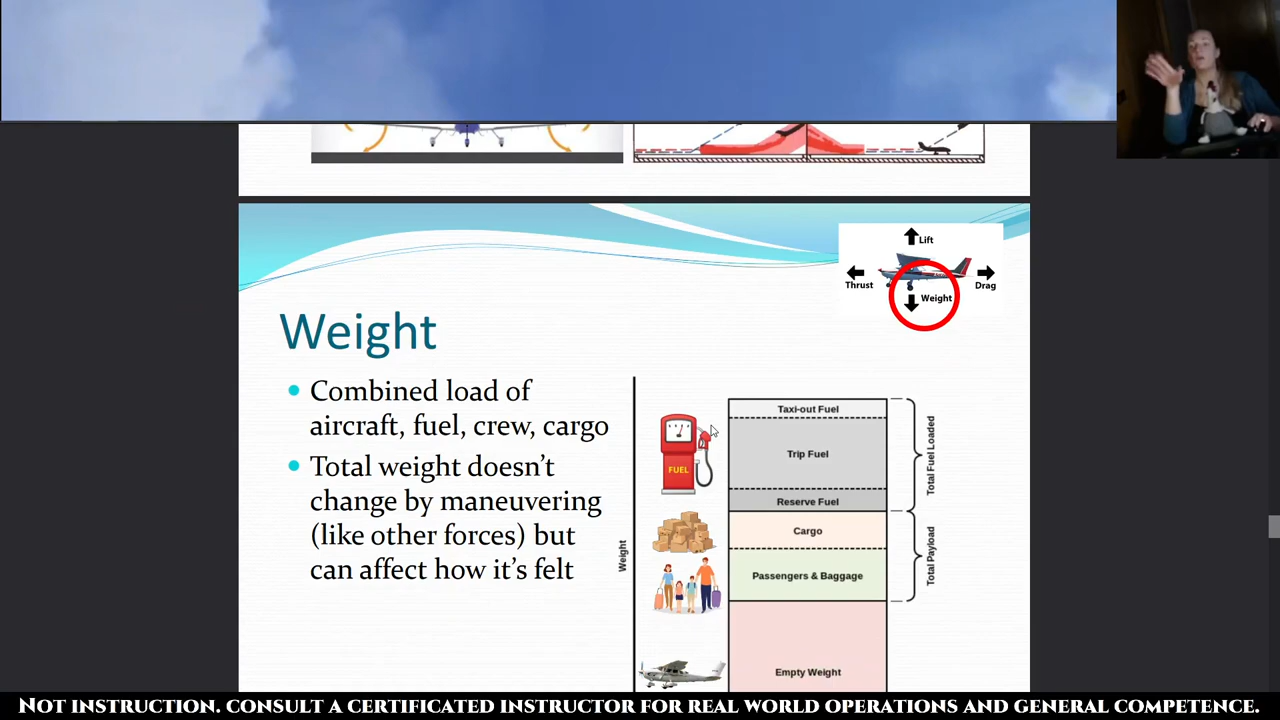 Lift
Thrust
Drag
Weight
Weight
Combined load of
aircraft, fuel, crew, cargo
Total weight doesn't
change by maneuvering
(like other forces) but
can affect how it's felt
Weight
FUEL
Taxi-out Fuel
Trip Fuel
Reserve Fuel
Cargo
Passengers & Baggage
Empty Weight
Total Fuel Loaded
Total Payload
NOT INSTRUCTION. CONSULT A CERTIFICATED INSTRUCTOR FOR REAL WORLD OPERATIONS AND GENERAL COMPETENCE.